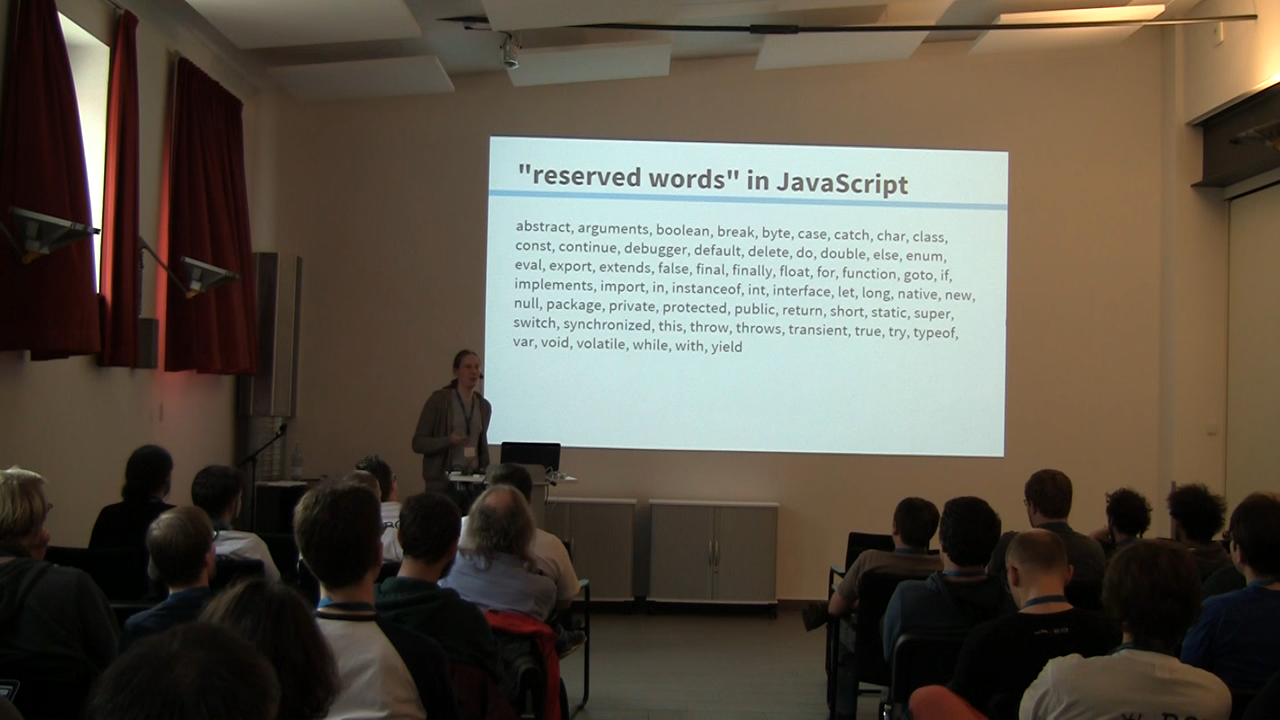 "reserved words" in JavaScript
abstract, arguments, boolean, break, byte, case, catch, char, class,
const, continue, debugger, default, delete, do, double, else, enum,
eval, export, extends, false, final, finally, float, for, function, goto, if,
implements, import, in, instanceof, int, interface, let, long, native, new,
null, package, private, protected, public, return, short, static, super,
switch, synchronized, this, throw, throws, transient, true, try, typeof,
var, void, volatile, while, with, yield